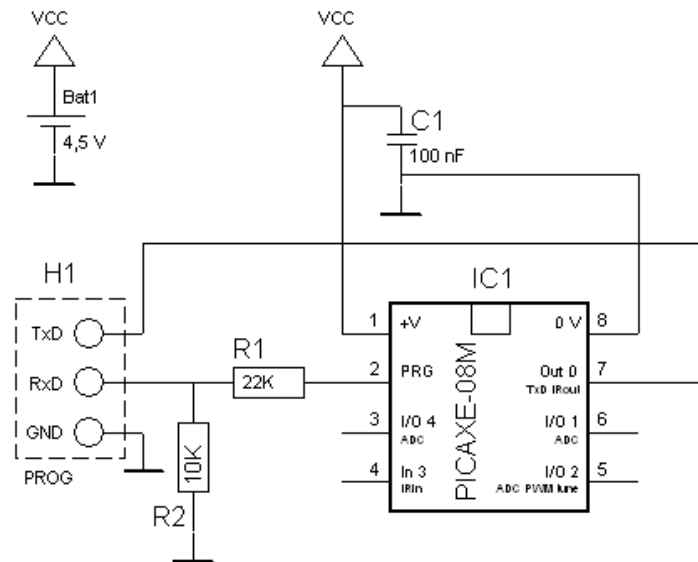 VCC
VCC
Bat1
4,5 V
C1
100 nF
H1
IC1
TxD
RxD
GND
PROG
R1
22K
10K
R2
PICAXE-08M
1
+V
0 V
8
2
PRG
Out 0
7
TxD IRout
3
I/O 4
ADC
I/O 1
6
ADC
4
In 3
IRin
I/O 2
5
ADC PWM tune